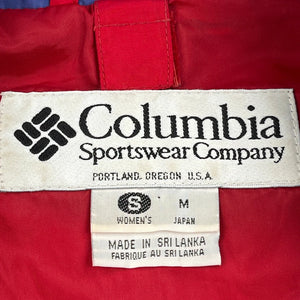 Columbia
Sportswear Company
PORTLAND, OREGON U.S.A.
S M
WOMEN'S JAPAN
MADE IN SRI LANKA
FABRIQUE AU SRI LANKA